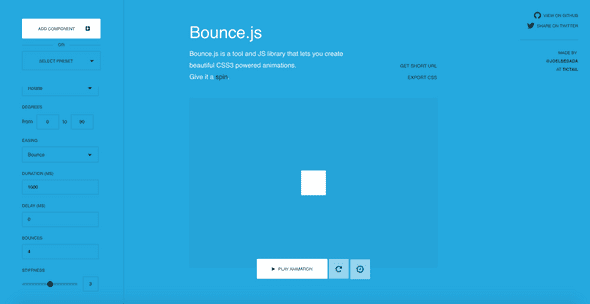 ADD COMPONENT
OR
SELECT PRESET
DEGREES
from 0 to 90
EASING
Bounce
DURATION (MS)
1000
DELAY (MS)
0
BOUNCES
4
STIFFNESS
3
Bounce.js
Bounce.js is a tool and JS library that lets you create
beautiful CSS3 powered animations.
Give it a spin
GET SHORT URL
EXPORT CSS
PLAY ANIMATION
VIEW ON GITHUB
SHARE ON TWITTER
MADE BY
AT TICTAIL